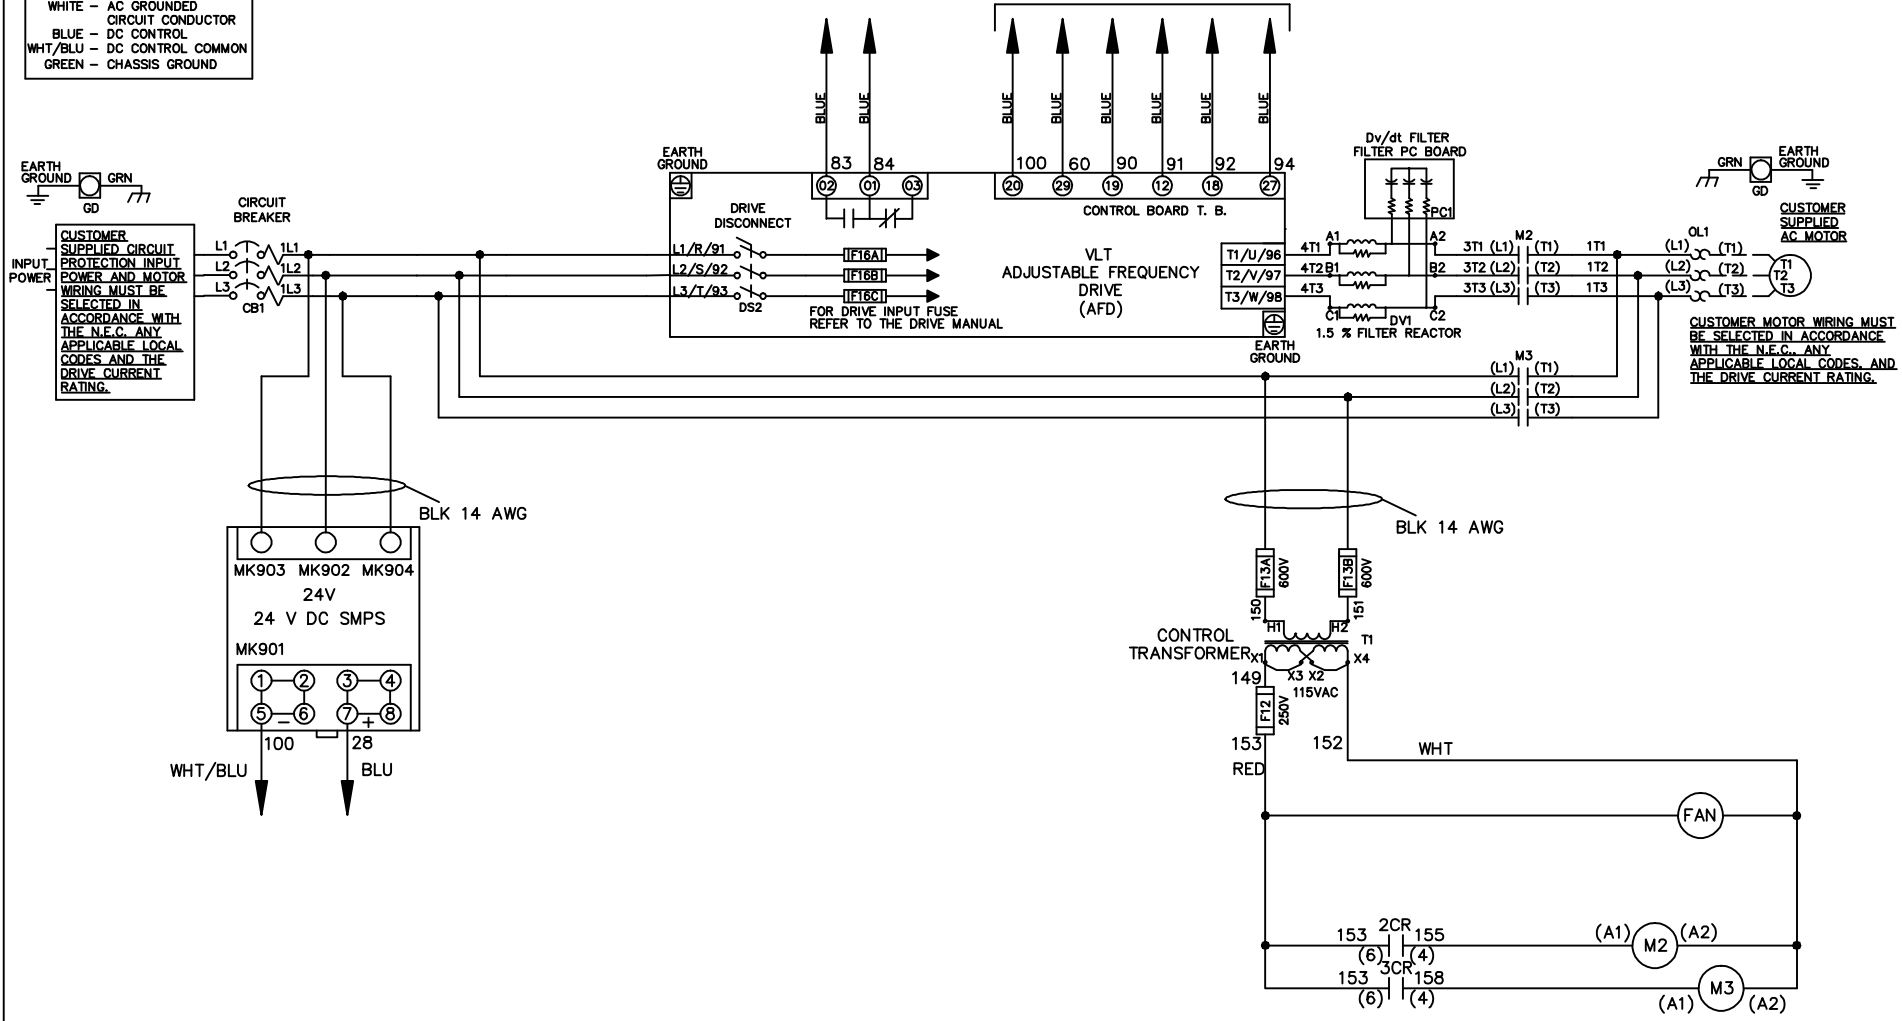 WHITE – AC GROUNDED
CIRCUIT CONDUCTOR
BLUE – DC CONTROL
WHT/BLU – DC CONTROL COMMON
GREEN – CHASSIS GROUND
BLUE
BLUE
BLUE
BLUE
BLUE
BLUE
BLUE
BLUE
EARTH
GROUND
GRN
GD
INPUT
POWER
CUSTOMER
SUPPLIED CIRCUIT
PROTECTION INPUT
POWER AND MOTOR
WIRING MUST BE
SELECTED IN
ACCORDANCE WITH
THE N.E.C. ANY
APPLICABLE LOCAL
CODES AND THE
DRIVE CURRENT
RATING.
CIRCUIT
BREAKER
L1 1L1
L2 1L2
L3 1L3
CB1
EARTH
GROUND
83 84
02 01 03
100 60 90 91 92 94
20 29 19 12 18 27
CONTROL BOARD T. B.
DRIVE
DISCONNECT
L1/R/91
L2/S/92
L3/T/93
DS2
F16A
F16B
F16C
FOR DRIVE INPUT FUSE
REFER TO THE DRIVE MANUAL
VLT
ADJUSTABLE FREQUENCY
DRIVE
(AFD)
T1/U/96
T2/V/97
T3/W/98
EARTH
GROUND
Dv/dt FILTER
FILTER PC BOARD
PC1
4T1 A1 A2
4T2 B1 B2
4T3 C1 C2
DV1
1.5 % FILTER REACTOR
M2
3T1 (L1) (T1) 1T1
3T2 (L2) (T2) 1T2
3T3 (L3) (T3) 1T3
M3
(L1) (T1)
(L2) (T2)
(L3) (T3)
OL1
(L1) (T1)
(L2) (T2)
(L3) (T3)
T1
T2
T3
GRN
EARTH
GROUND
GD
CUSTOMER
SUPPLIED
AC MOTOR
CUSTOMER MOTOR WIRING MUST
BE SELECTED IN ACCORDANCE
WITH THE N.E.C.. ANY
APPLICABLE LOCAL CODES. AND
THE DRIVE CURRENT RATING.
BLK 14 AWG
MK903 MK902 MK904
24V
24 V DC SMPS
MK901
1 2 3 4
5 6 7 8
– +
100 28
WHT/BLU BLU
BLK 14 AWG
F13A
600V
F13B
600V
150
151
H1 H2
T1
CONTROL
TRANSFORMER
X1 X4
X3 X2
115VAC
149
F12
250V
153 152
WHT
RED
FAN
2CR
153 155
(6) (4)
(A1) M2 (A2)
3CR
153 158
(6) (4)
(A1) M3 (A2)